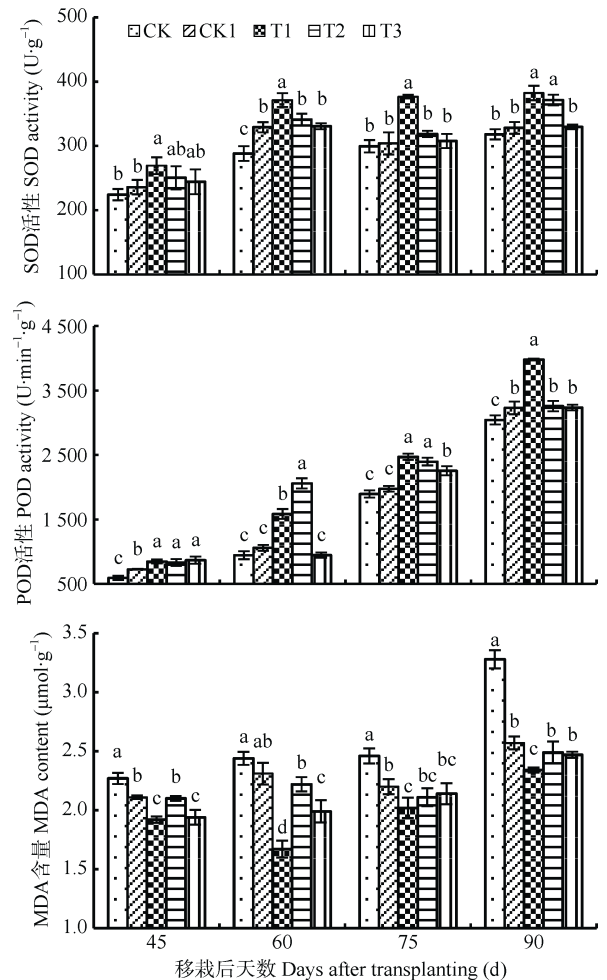 CK CK1 T1 T2 T3
SOD活性 SOD activity (U·g⁻¹)
500
400
300
200
100
b b a ab ab
c b a b b
b b a b b
b b a a b
POD活性 POD activity (U·min⁻¹·g⁻¹)
4 500
3 500
2 500
1 500
500
c b a a a
c c b a c
c c a a b
c b a b b
MDA含量 MDA content (μmol·g⁻¹)
3.5
3.0
2.5
2.0
1.5
1.0
a b c b c
a ab d b c
a b c bc bc
a b c b b
45 60 75 90
移栽后天数 Days after transplanting (d)